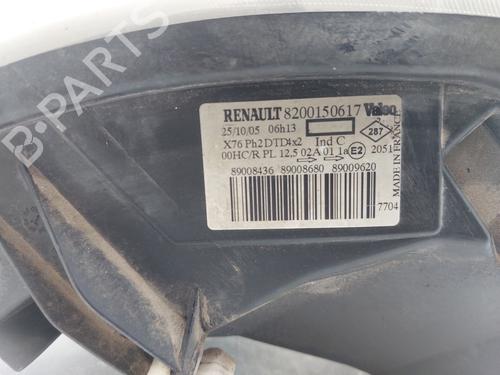 RENAULT 8200150617 Valeo
25/10/05 06h13
X76 Ph2 DTD4x2 Ind C
287
00HC/R PL 12,5 02A 01 1a E2 2051
89008436 89008680 89009620
7704
MADE IN FRANCE